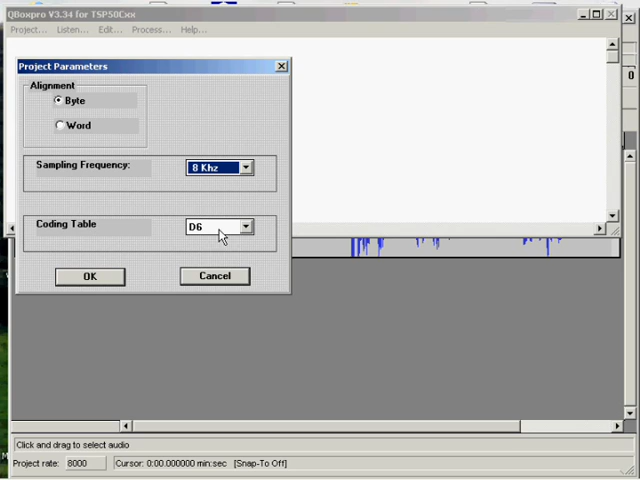 QBoxpro V3.34 for TSP50Cxx
Project... Listen... Edit... Process... Help...
Project Parameters
Alignment
Byte
Word
Sampling Frequency: 8 Khz
Coding Table D6
OK Cancel
0
Click and drag to select audio
Project rate: 8000 Cursor: 0:00.000000 min:sec [Snap-To Off]